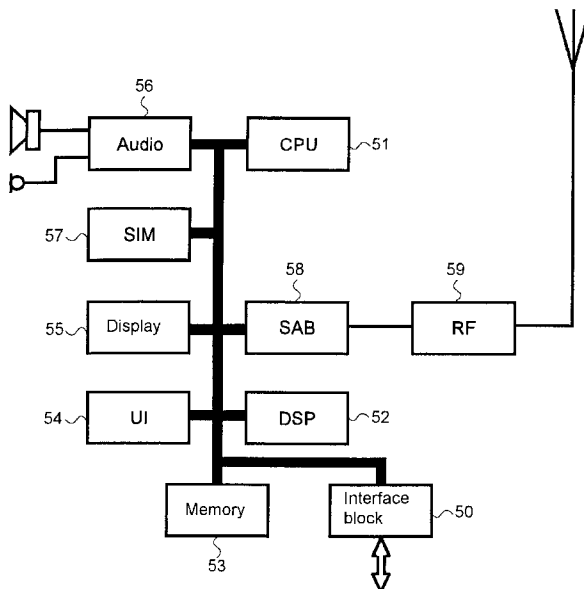 56
Audio
CPU
51
57
SIM
58
59
55
Display
SAB
RF
54
UI
DSP
52
Memory
Interface
block
50
53